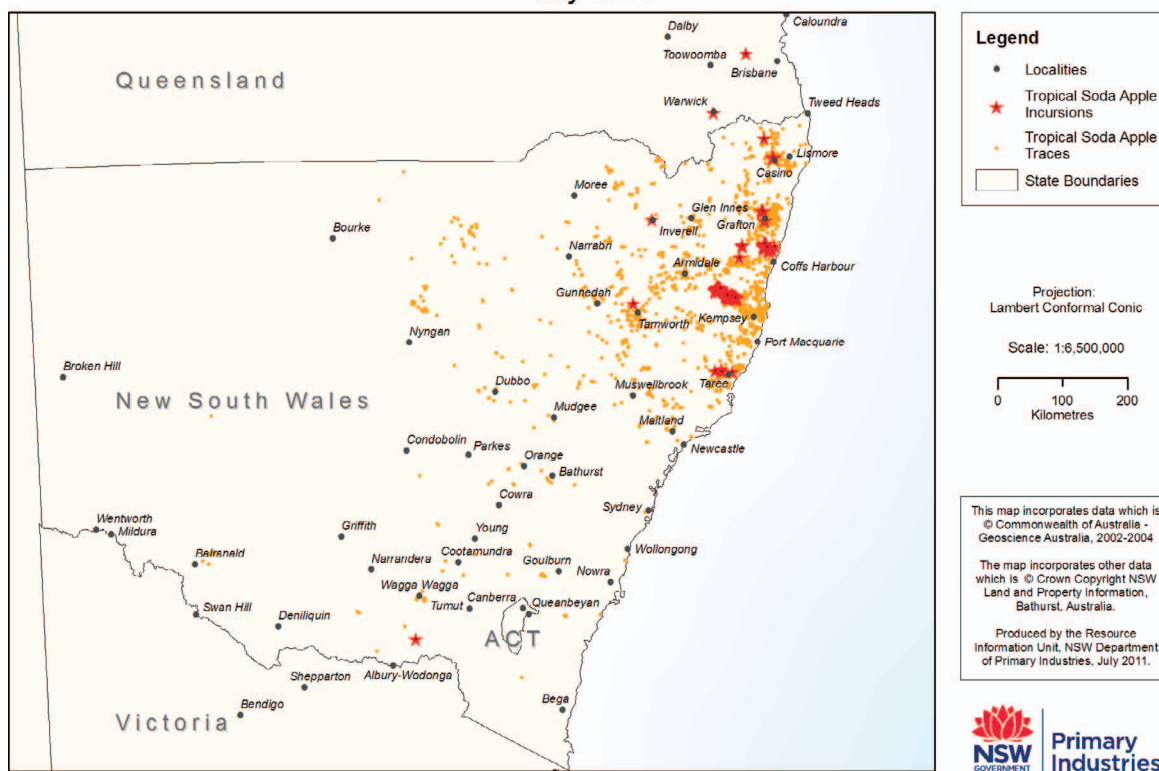 Dalby
Caloundra
Toowoomba
Brisbane
Queensland
Warwick
Tweed Heads
Lismore
Casino
Moree
Glen Innes
Grafton
Inverell
Bourke
Narrabri
Armidale
Coffs Harbour
Gunnedah
Tamworth
Kempsey
Nyngan
Port Macquarie
Broken Hill
Dubbo
Muswellbrook
Taree
New South Wales
Mudgee
Maitland
Condobolin
Parkes
Newcastle
Orange
Bathurst
Cowra
Sydney
Wentworth
Mildura
Griffith
Young
Wollongong
Balranald
Narrandera
Cootamundra
Goulburn
Nowra
Wagga Wagga
Tumut
Canberra
Queanbeyan
Swan Hill
Deniliquin
ACT
Shepparton
Albury-Wodonga
Bendigo
Bega
Victoria
Legend
Localities
Tropical Soda Apple
Incursions
Tropical Soda Apple
Traces
State Boundaries
Projection:
Lambert Conformal Conic
Scale: 1:6,500,000
0 100 200
Kilometres
This map incorporates data which is
© Commonwealth of Australia -
Geoscience Australia, 2002-2004
The map incorporates other data
which is © Crown Copyright NSW
Land and Property Information,
Bathurst, Australia.
Produced by the Resource
Information Unit, NSW Department
of Primary Industries, July 2011.
NSW
GOVERNMENT
Primary
Industries